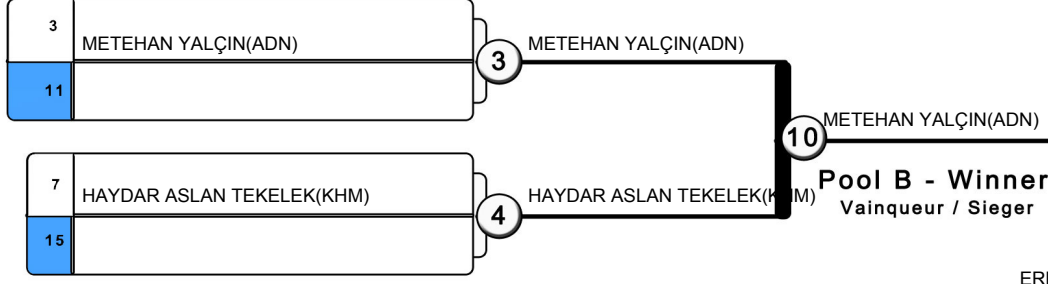 3
METEHAN YALÇIN(ADN)
11
3
METEHAN YALÇIN(ADN)
10
METEHAN YALÇIN(ADN)
Pool B - Winner
Vainqueur / Sieger
7
HAYDAR ASLAN TEKELEK(KHM)
15
4
HAYDAR ASLAN TEKELEK(KHM)